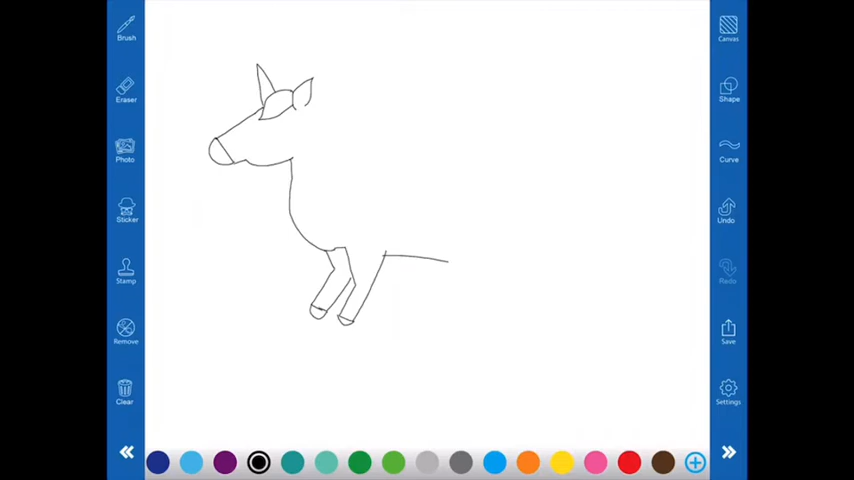 Brush
Eraser
Photo
Sticker
Stamp
Remove
Clear
Canvas
Shape
Curve
Undo
Redo
Save
Settings